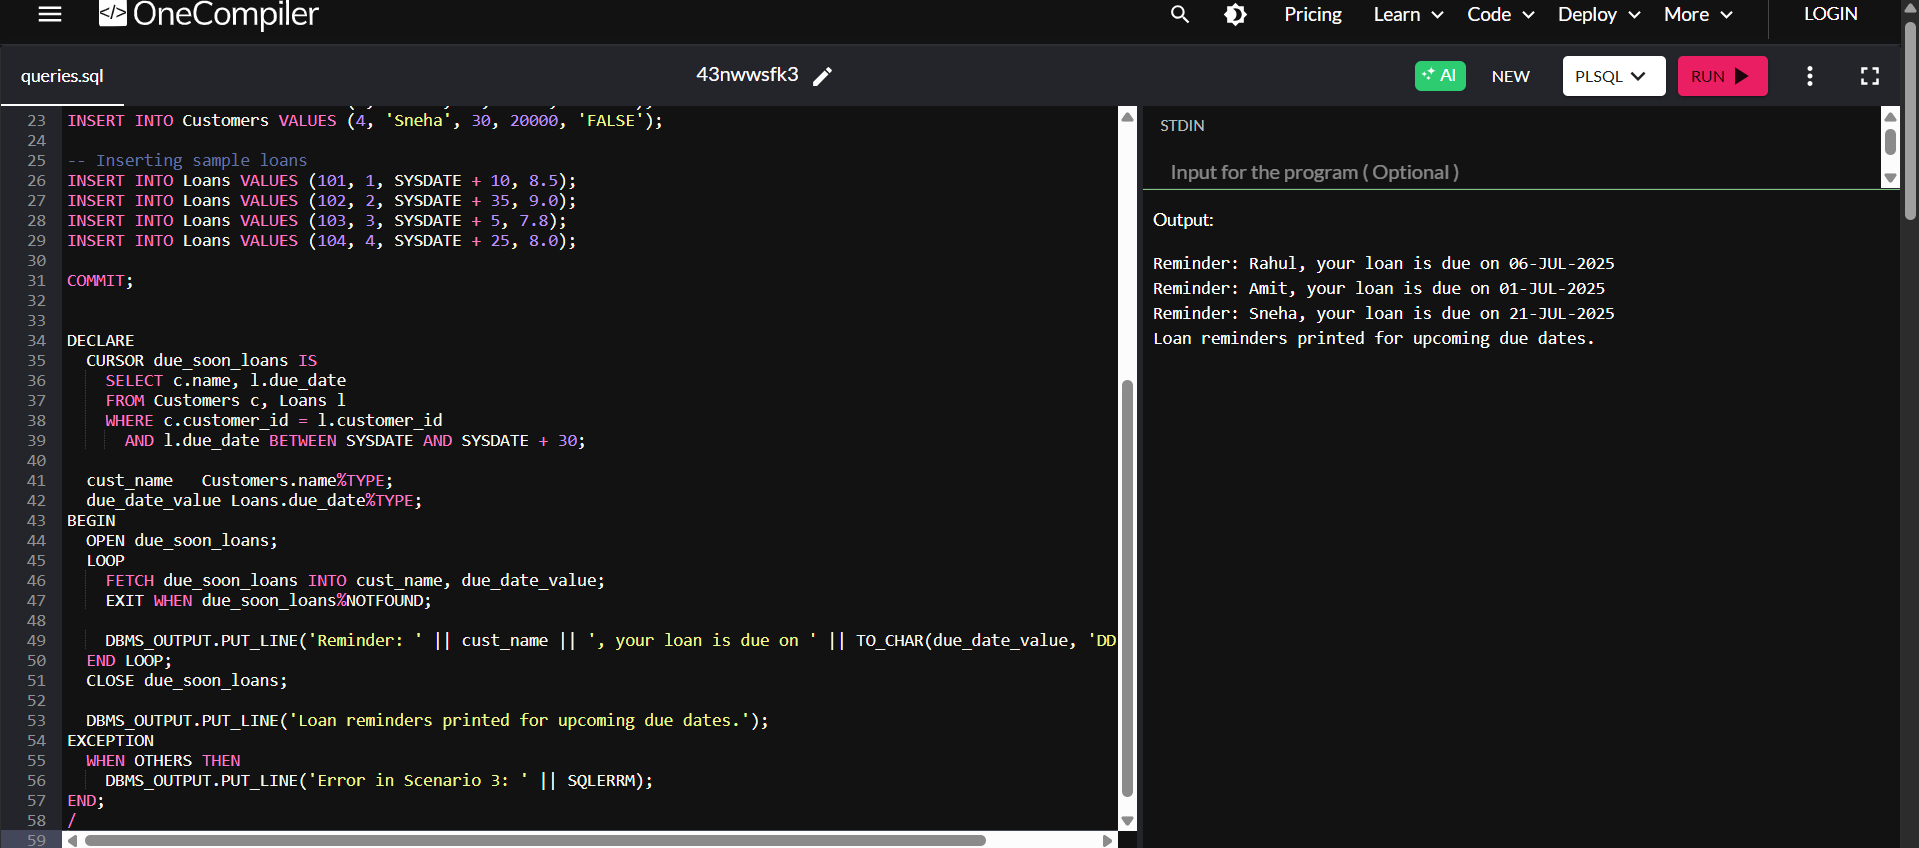 </> OneCompiler
Pricing Learn Code Deploy More LOGIN
queries.sql
43nwwsfk3
AI NEW PLSQL RUN
23 INSERT INTO Customers VALUES (4, 'Sneha', 30, 20000, 'FALSE');
24
25 -- Inserting sample loans
26 INSERT INTO Loans VALUES (101, 1, SYSDATE + 10, 8.5);
27 INSERT INTO Loans VALUES (102, 2, SYSDATE + 35, 9.0);
28 INSERT INTO Loans VALUES (103, 3, SYSDATE + 5, 7.8);
29 INSERT INTO Loans VALUES (104, 4, SYSDATE + 25, 8.0);
30
31 COMMIT;
32
33
34 DECLARE
35 CURSOR due_soon_loans IS
36 SELECT c.name, l.due_date
37 FROM Customers c, Loans l
38 WHERE c.customer_id = l.customer_id
39 AND l.due_date BETWEEN SYSDATE AND SYSDATE + 30;
40
41 cust_name Customers.name%TYPE;
42 due_date_value Loans.due_date%TYPE;
43 BEGIN
44 OPEN due_soon_loans;
45 LOOP
46 FETCH due_soon_loans INTO cust_name, due_date_value;
47 EXIT WHEN due_soon_loans%NOTFOUND;
48
49 DBMS_OUTPUT.PUT_LINE('Reminder: ' || cust_name || ', your loan is due on ' || TO_CHAR(due_date_value, 'DD
50 END LOOP;
51 CLOSE due_soon_loans;
52
53 DBMS_OUTPUT.PUT_LINE('Loan reminders printed for upcoming due dates.');
54 EXCEPTION
55 WHEN OTHERS THEN
56 DBMS_OUTPUT.PUT_LINE('Error in Scenario 3: ' || SQLERRM);
57 END;
58 /
59
STDIN
Input for the program ( Optional )
Output:
Reminder: Rahul, your loan is due on 06-JUL-2025
Reminder: Amit, your loan is due on 01-JUL-2025
Reminder: Sneha, your loan is due on 21-JUL-2025
Loan reminders printed for upcoming due dates.